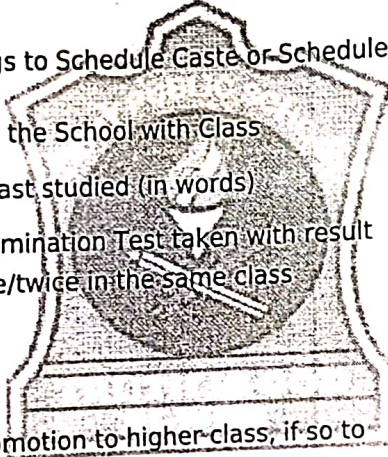 gs to Schedule Caste or Schedule
the School with Class
ast studied (in words)
mination Test taken with result
e/twice in the same class
omotion to higher class, if so to